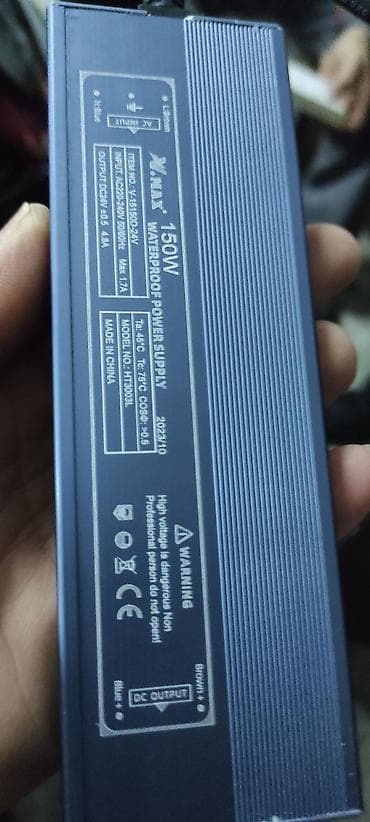 L:Brown
AC INPUT
N:Blue
V.MAX 150W
WATERPROOF POWER SUPPLY 2023/10
ITEM NO.: V-15150D-24V
INPUT: AC220-240V 50/60Hz Max 1.7A
OUTPUT DC24V ±0.5 4.8A
Ta: 45°C Tc: 75°C COSΦ: >0.5
MODEL NO.: HT3003L
MADE IN CHINA
WARNING
High voltage is dangerous Non
Professional person do not open!
CE
Brown +
DC OUTPUT
Blue +